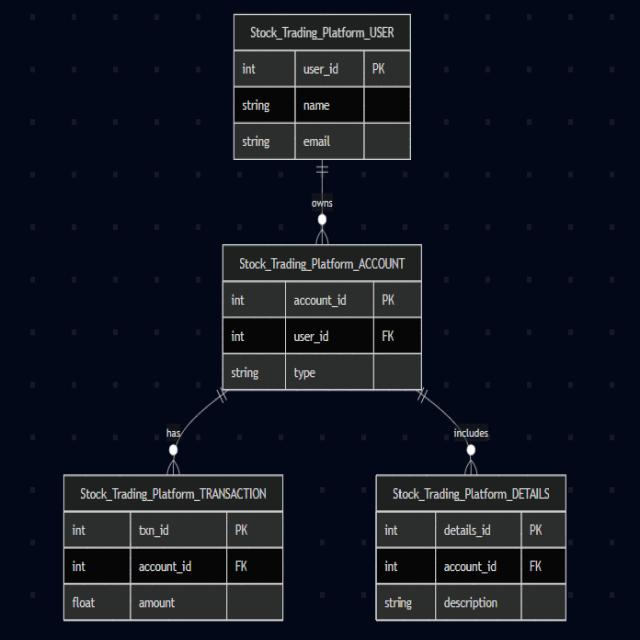 Stock_Trading_Platform_USER
int user_id PK
string name
string email
owns
Stock_Trading_Platform_ACCOUNT
int account_id PK
int user_id FK
string type
has
includes
Stock_Trading_Platform_TRANSACTION
int txn_id PK
int account_id FK
float amount
Stock_Trading_Platform_DETAILS
int details_id PK
int account_id FK
string description